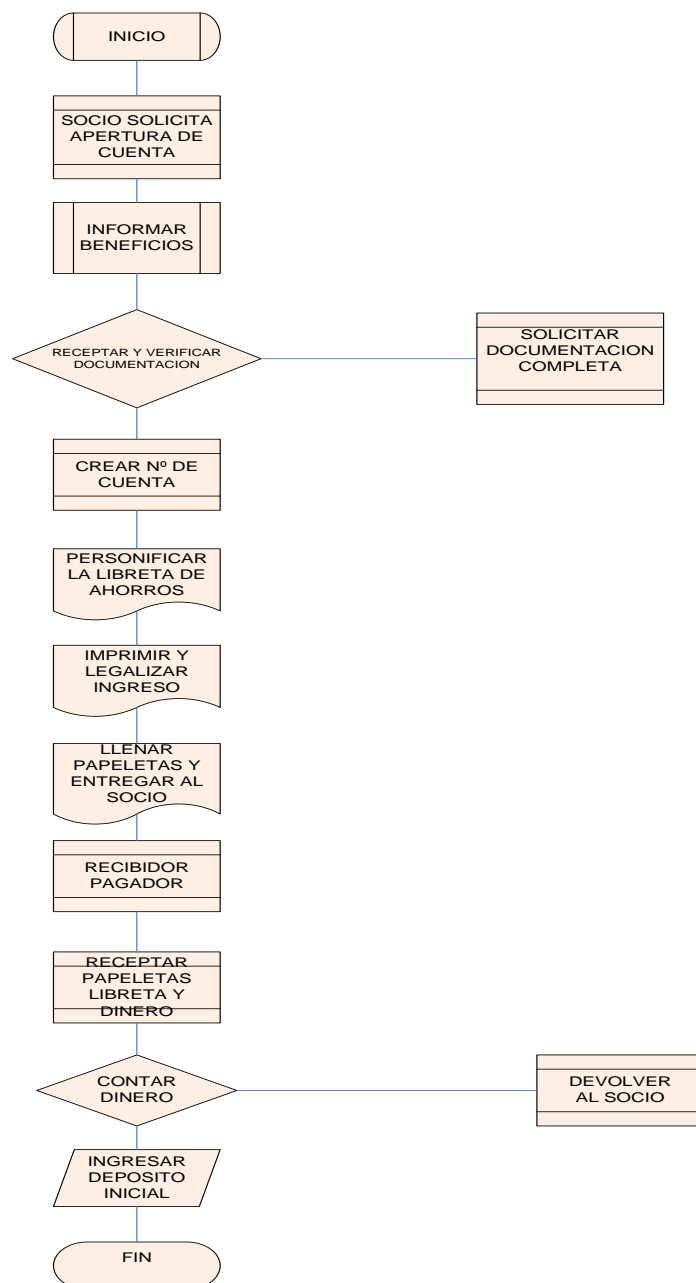 INICIO
SOCIO SOLICITA
APERTURA DE
CUENTA
INFORMAR
BENEFICIOS
RECEPTAR Y VERIFICAR
DOCUMENTACION
SOLICITAR
DOCUMENTACION
COMPLETA
CREAR Nº DE
CUENTA
PERSONIFICAR
LA LIBRETA DE
AHORROS
IMPRIMIR Y
LEGALIZAR
INGRESO
LLENAR
PAPELETAS Y
ENTREGAR AL
SOCIO
RECIBIDOR
PAGADOR
RECEPTAR
PAPELETAS
LIBRETA Y
DINERO
CONTAR
DINERO
DEVOLVER
AL SOCIO
INGRESAR
DEPOSITO
INICIAL
FIN